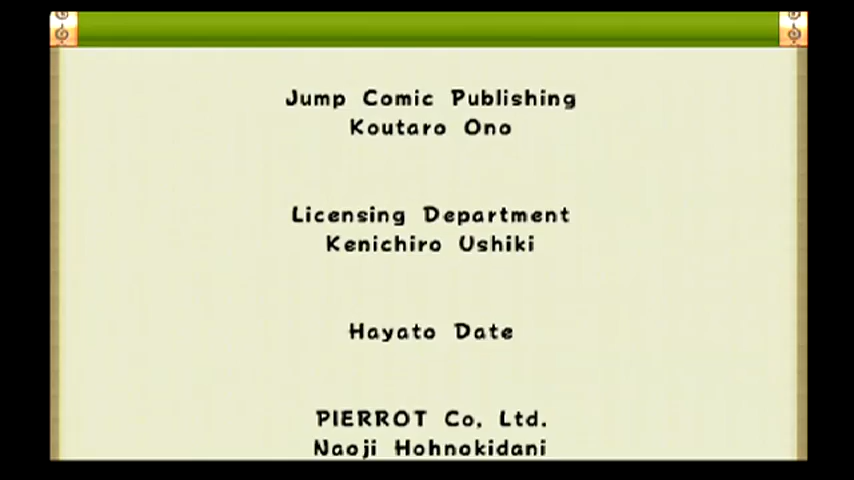 Jump Comic Publishing
Koutaro Ono
Licensing Department
Kenichiro Ushiki
Hayato Date
PIERROT Co. Ltd.
Naoji Hohnokidani